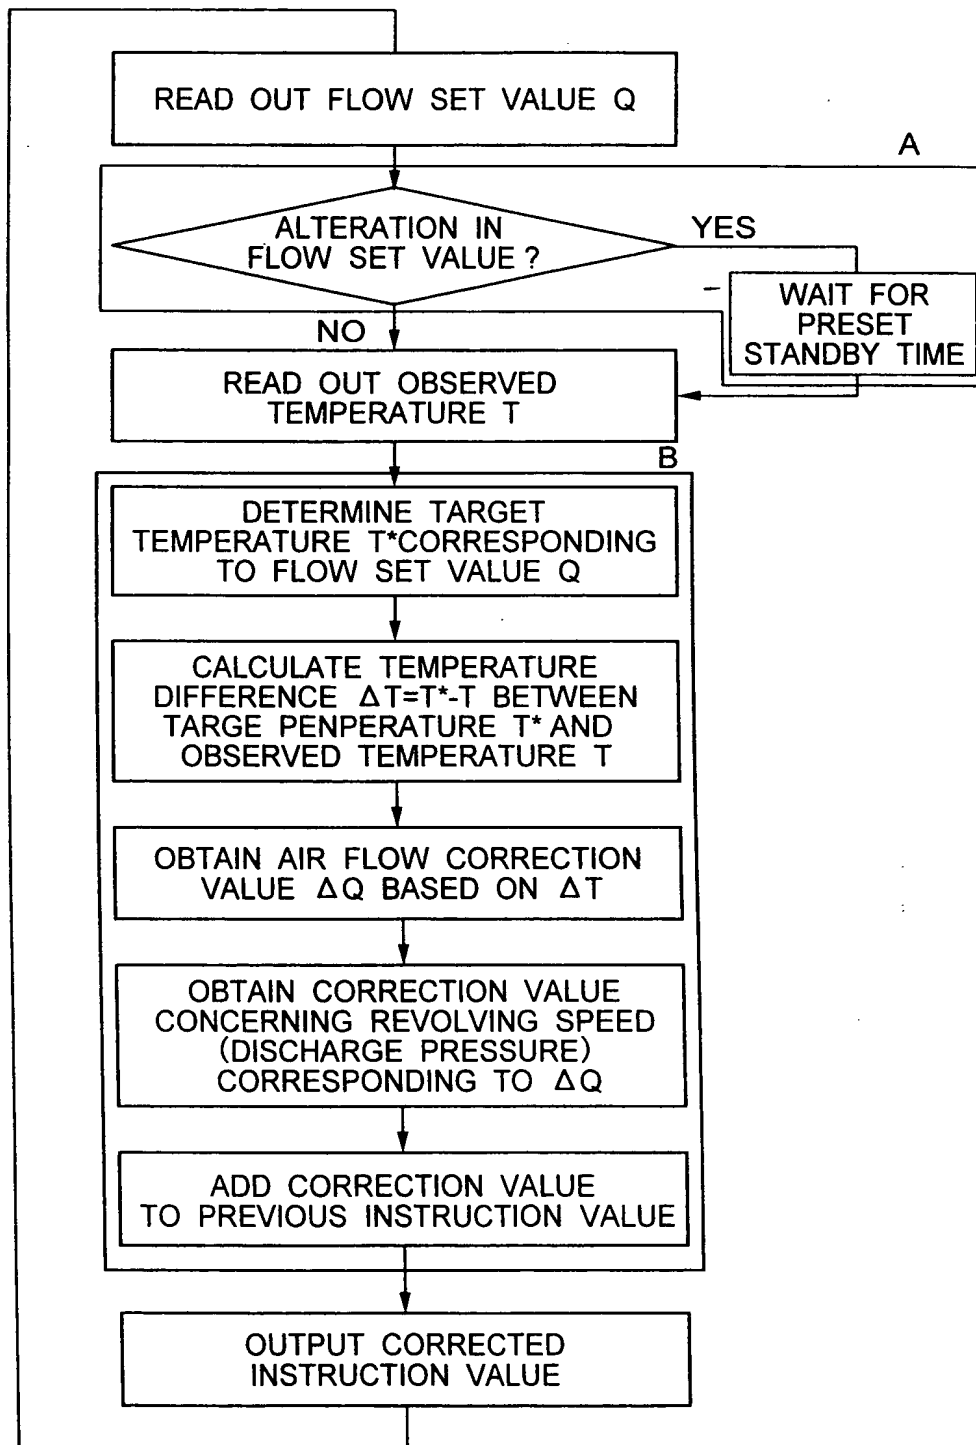 READ OUT FLOW SET VALUE Q
A
ALTERATION IN
FLOW SET VALUE ?
YES
WAIT FOR
PRESET
STANDBY TIME
NO
READ OUT OBSERVED
TEMPERATURE T
B
DETERMINE TARGET
TEMPERATURE T*CORRESPONDING
TO FLOW SET VALUE Q
CALCULATE TEMPERATURE
DIFFERENCE ΔT=T*-T BETWEEN
TARGE PENPERATURE T* AND
OBSERVED TEMPERATURE T
OBTAIN AIR FLOW CORRECTION
VALUE ΔQ BASED ON ΔT
OBTAIN CORRECTION VALUE
CONCERNING REVOLVING SPEED
(DISCHARGE PRESSURE)
CORRESPONDING TO ΔQ
ADD CORRECTION VALUE
TO PREVIOUS INSTRUCTION VALUE
OUTPUT CORRECTED
INSTRUCTION VALUE